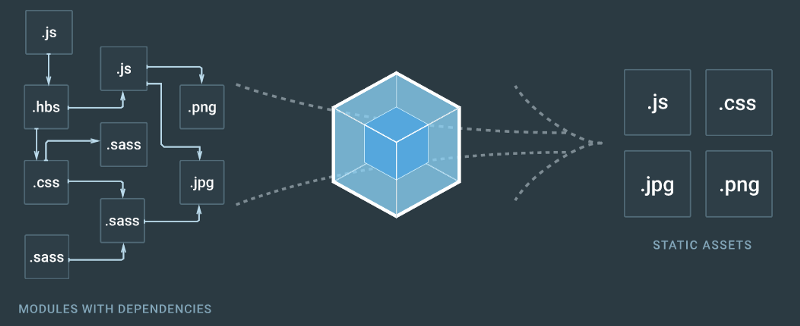 .js
.js
.hbs
.png
.sass
.css
.jpg
.sass
.sass
MODULES WITH DEPENDENCIES
.js
.css
.jpg
.png
STATIC ASSETS